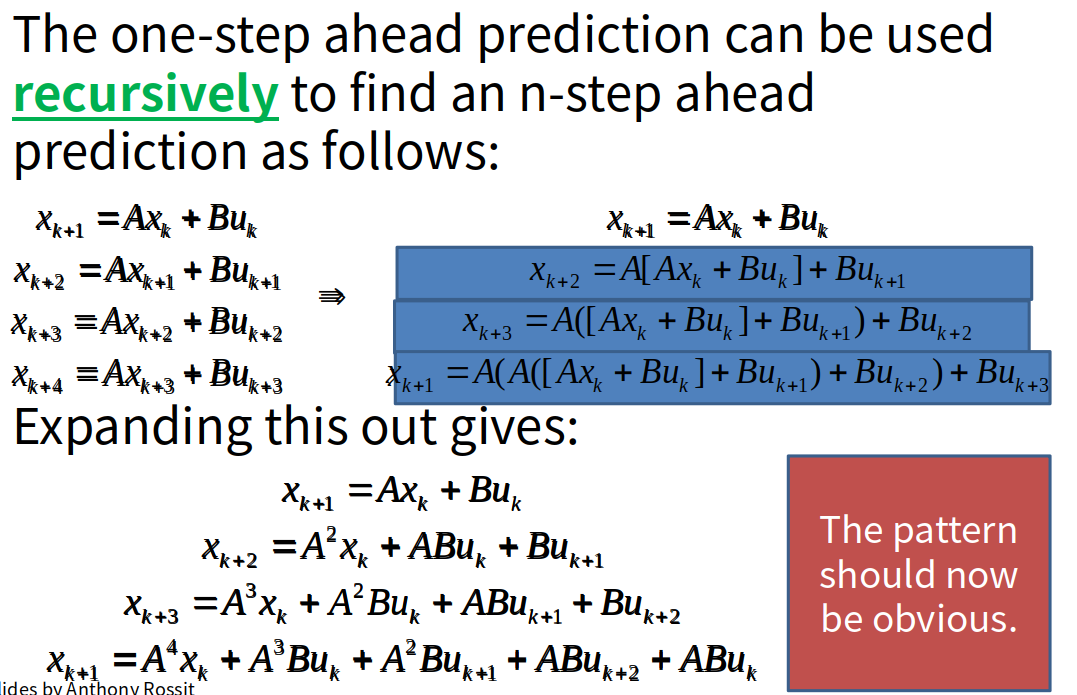 The one-step ahead prediction can be used
recursively to find an n-step ahead
prediction as follows:
x_{k+1} = Ax_k + Bu_k
x_{k+2} = Ax_{k+1} + Bu_{k+1}
x_{k+3} = Ax_{k+2} + Bu_{k+2}
x_{k+4} = Ax_{k+3} + Bu_{k+3}
⇒
x_{k+1} = Ax_k + Bu_k
x_{k+2} = A[Ax_k + Bu_k] + Bu_{k+1}
x_{k+3} = A([Ax_k + Bu_k] + Bu_{k+1}) + Bu_{k+2}
x_{k+1} = A(A([Ax_k + Bu_k] + Bu_{k+1}) + Bu_{k+2}) + Bu_{k+3}
Expanding this out gives:
x_{k+1} = Ax_k + Bu_k
x_{k+2} = A^2x_k + ABu_k + Bu_{k+1}
x_{k+3} = A^3x_k + A^2Bu_k + ABu_{k+1} + Bu_{k+2}
x_{k+1} = A^4x_k + A^3Bu_k + A^2Bu_{k+1} + ABu_{k+2} + ABu_k
The pattern
should now
be obvious.
lides by Anthony Rossit